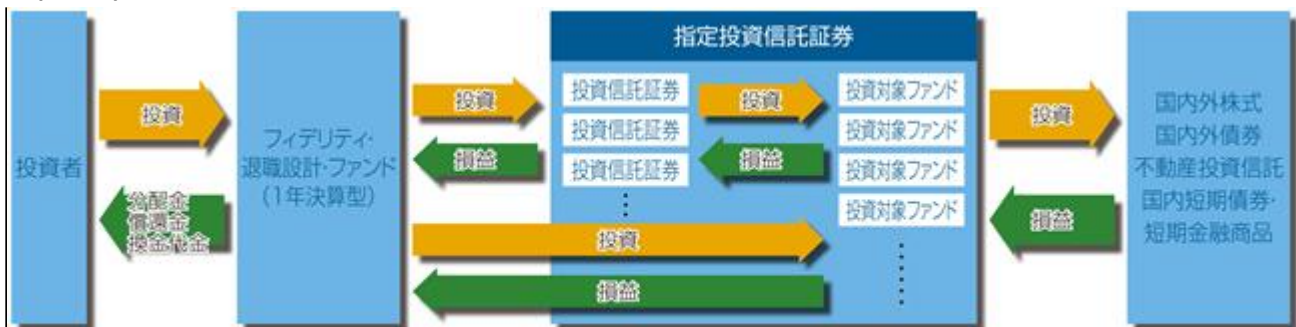 投資者
投資
分配金
償還金
換金代金
フィデリティ・
退職設計・ファンド
(1年決算型)
投資
損益
投資
損益
指定投資信託証券
投資信託証券
投資信託証券
投資信託証券
投資
損益
投資対象ファンド
投資対象ファンド
投資対象ファンド
投資対象ファンド
投資
損益
国内外株式
国内外債券
不動産投資信託
国内短期債券・
短期金融商品